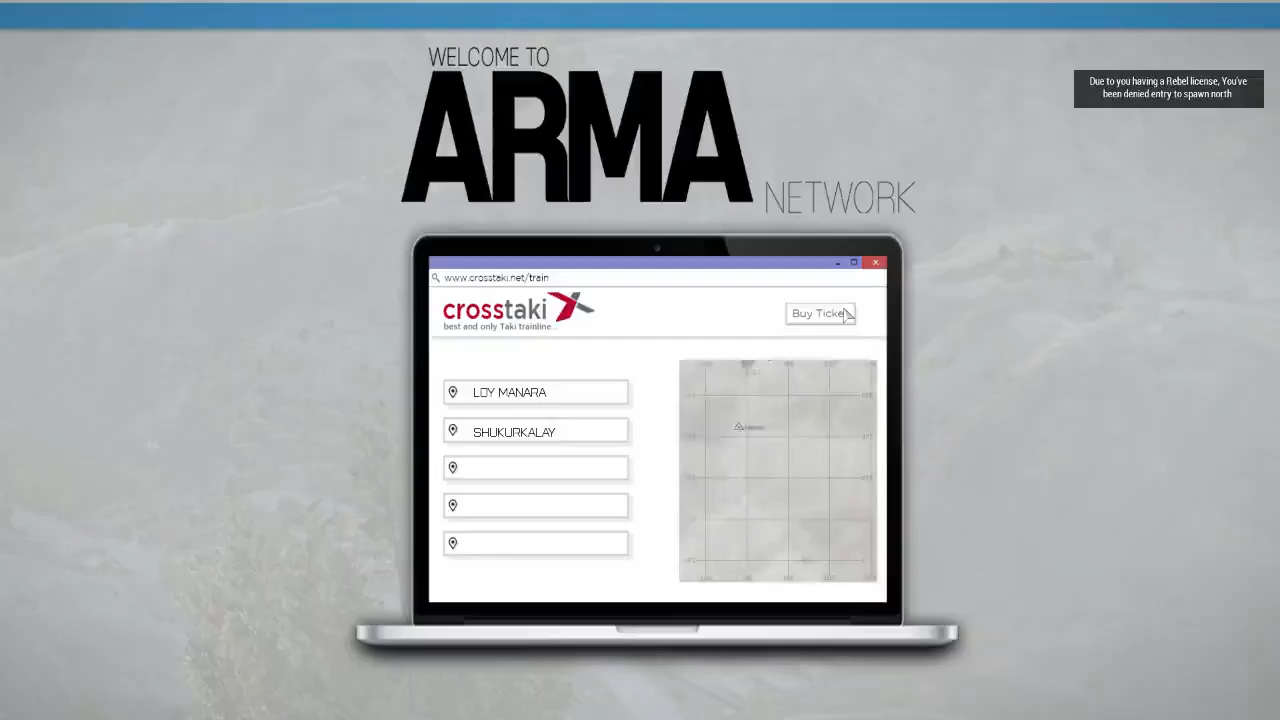 WELCOME TO
ARMA
NETWORK
Due to you having a Rebel license, You've
been denied entry to spawn north
www.crosstaki.net/train
crosstaki
best and only Taki trainline...
Buy Ticket
LOY MANARA
SHUKURKALAY